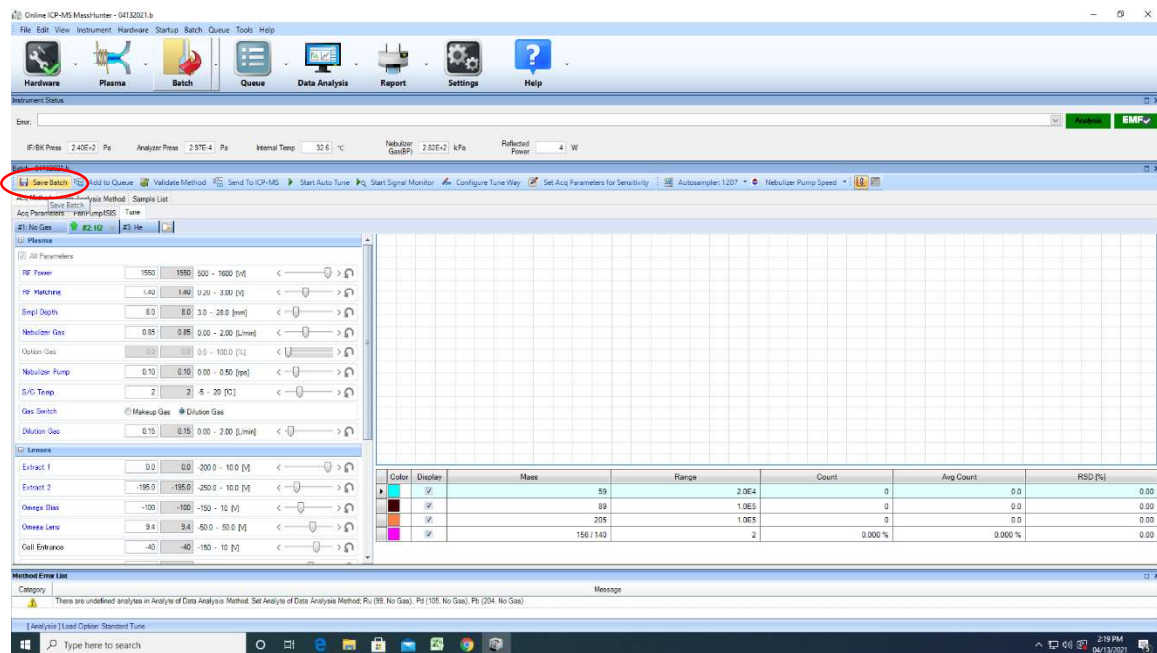 Online ICP-MS MassHunter - 04132021.b
File Edit View Instrument Hardware Startup Batch Queue Tools Help
Hardware Plasma Batch Queue Data Analysis Report Settings Help
Instrument Status
Error:
Analysis EMF
IF/BK Press 2.40E+2 Pa Analyzer Press 2.97E-4 Pa Internal Temp 32.6 °C Nebulizer Gas(BP) 2.82E+2 kPa Reflected Power 4 W
Batch - 04132021.b
Save Batch Add to Queue Validate Method Send To ICP-MS Start Auto Tune Start Signal Monitor Configure Tune Way Set Acq Parameters for Sensitivity Autosampler: 1207 Nebulizer Pump Speed
Acq Method Analysis Method Sample List
Save Batch
Acq Parameters PeriPump/ISIS Tune
#1: No Gas #2: H2 #3: He
Plasma
All Parameters
RF Power 1550 1550 500 - 1600 [W]
RF Matching 1.40 1.40 0.20 - 3.00 [V]
Smpl Depth 8.0 8.0 3.0 - 28.0 [mm]
Nebulizer Gas 0.85 0.85 0.00 - 2.00 [L/min]
Option Gas 0.0 0.0 0.0 - 100.0 [%]
Nebulizer Pump 0.10 0.10 0.00 - 0.50 [rps]
S/C Temp 2 2 -5 - 20 [°C]
Gas Switch Makeup Gas Dilution Gas
Dilution Gas 0.15 0.15 0.00 - 2.00 [L/min]
Lenses
Extract 1 0.0 0.0 -200.0 - 10.0 [V]
Extract 2 -195.0 -195.0 -250.0 - 10.0 [V]
Omega Bias -100 -100 -150 - 10 [V]
Omega Lens 9.4 9.4 -50.0 - 50.0 [V]
Cell Entrance -40 -40 -150 - 10 [V]
Color Display Mass Range Count Avg Count RSD [%]
59 2.0E4 0 0.0 0.00
89 1.0E5 0 0.0 0.00
205 1.0E5 0 0.0 0.00
156 / 140 2 0.000 % 0.000 % 0.00
Method Error List
Category Message
There are undefined analytes in Analyte of Data Analysis Method. Set Analyte of Data Analysis Method; Ru (99, No Gas), Pd (105, No Gas), Pb (204, No Gas)
[ Analysis ] Load Option: Standard Tune
Type here to search
2:19 PM
04/13/2021